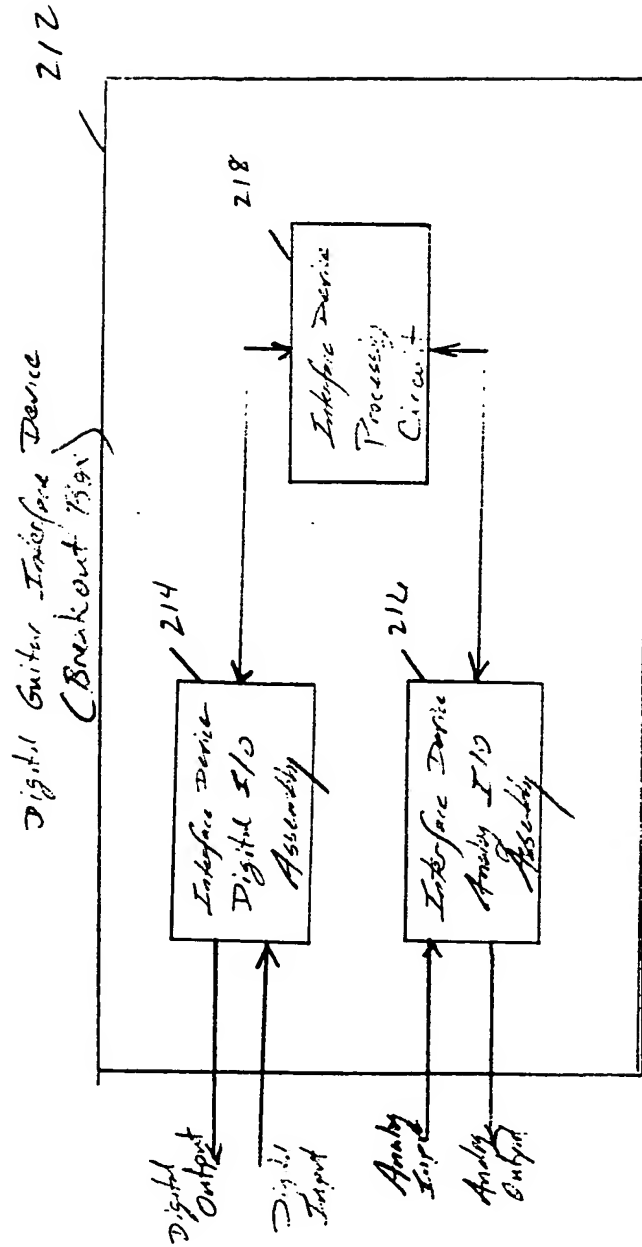 Digital Guitar Interface Device
(Breakout
212
214
Interface Device
Digital I/O
Assembly
218
Interface Device
Processing
Circuit
216
Interface Device
Analog I/O
Assembly
Digital
Output
Digital
Input
Analog
Input
Analog
Output